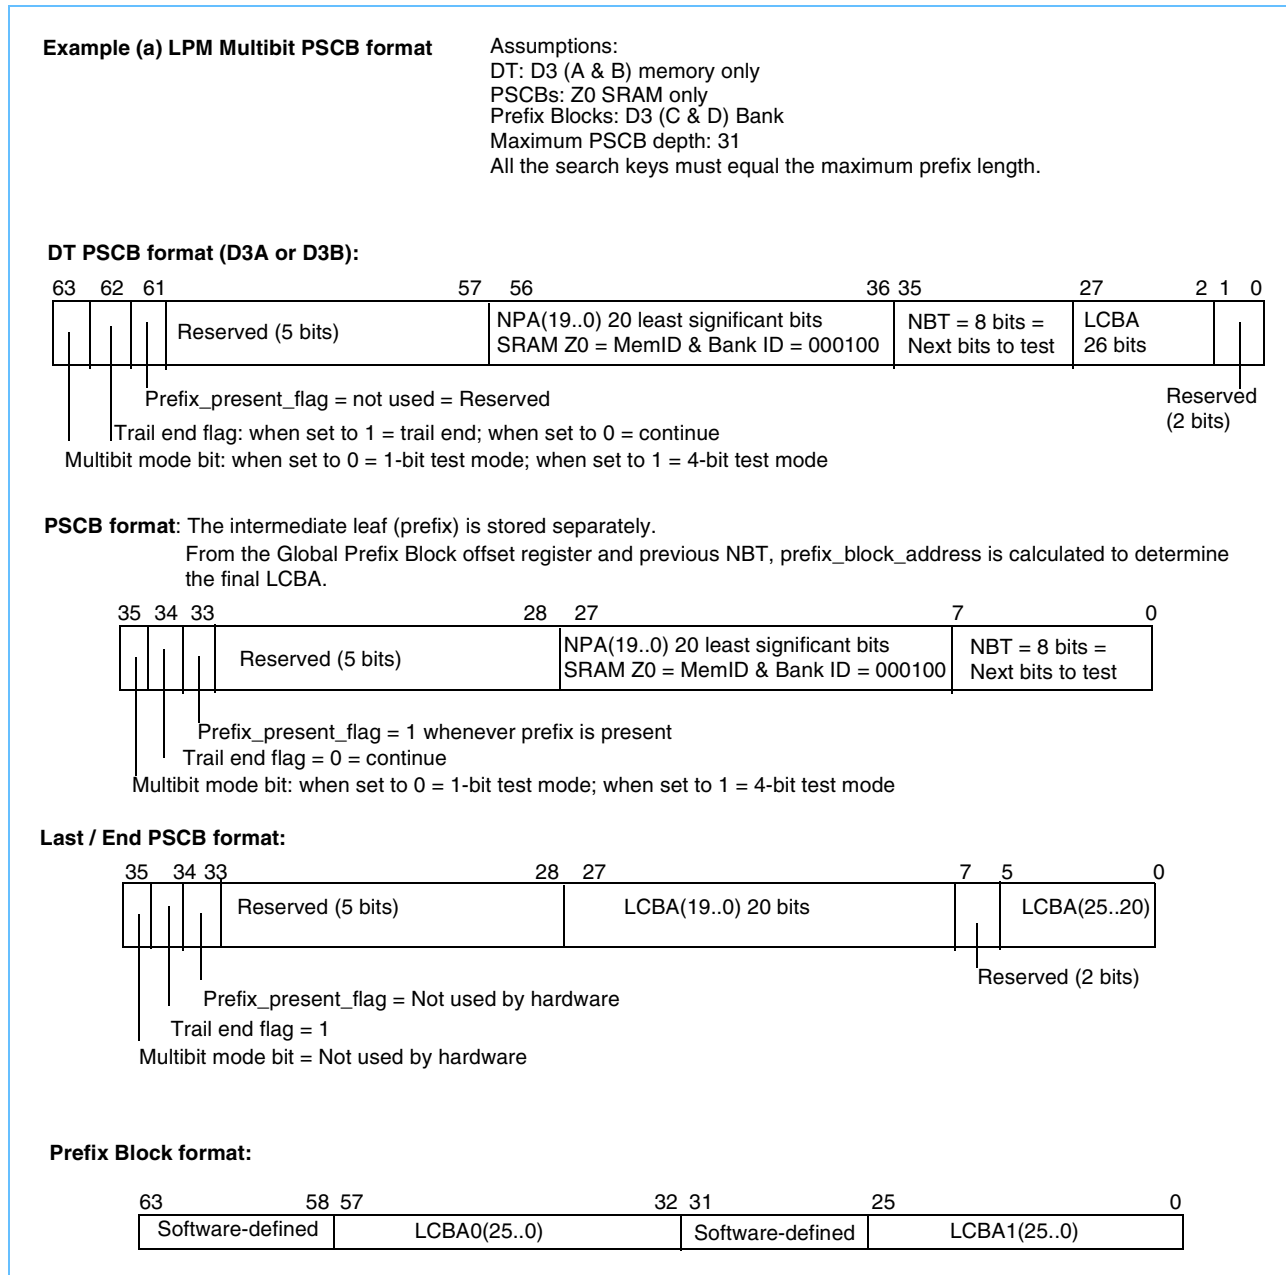 Example (a) LPM Multibit PSCB format
Assumptions:
DT: D3 (A & B) memory only
PSCBs: Z0 SRAM only
Prefix Blocks: D3 (C & D) Bank
Maximum PSCB depth: 31
All the search keys must equal the maximum prefix length.
DT PSCB format (D3A or D3B):
63 62 61 57 56 36 35 27 2 1 0
Reserved (5 bits)
NPA(19..0) 20 least significant bits
SRAM Z0 = MemID & Bank ID = 000100
NBT = 8 bits =
Next bits to test
LCBA
26 bits
Prefix_present_flag = not used = Reserved
Reserved
(2 bits)
Trail end flag: when set to 1 = trail end; when set to 0 = continue
Multibit mode bit: when set to 0 = 1-bit test mode; when set to 1 = 4-bit test mode
PSCB format: The intermediate leaf (prefix) is stored separately.
From the Global Prefix Block offset register and previous NBT, prefix_block_address is calculated to determine
the final LCBA.
35 34 33 28 27 7 0
Reserved (5 bits)
NPA(19..0) 20 least significant bits
SRAM Z0 = MemID & Bank ID = 000100
NBT = 8 bits =
Next bits to test
Prefix_present_flag = 1 whenever prefix is present
Trail end flag = 0 = continue
Multibit mode bit: when set to 0 = 1-bit test mode; when set to 1 = 4-bit test mode
Last / End PSCB format:
35 34 33 28 27 7 5 0
Reserved (5 bits)
LCBA(19..0) 20 bits
LCBA(25..20)
Reserved (2 bits)
Prefix_present_flag = Not used by hardware
Trail end flag = 1
Multibit mode bit = Not used by hardware
Prefix Block format:
63 58 57 32 31 25 0
Software-defined
LCBA0(25..0)
Software-defined
LCBA1(25..0)